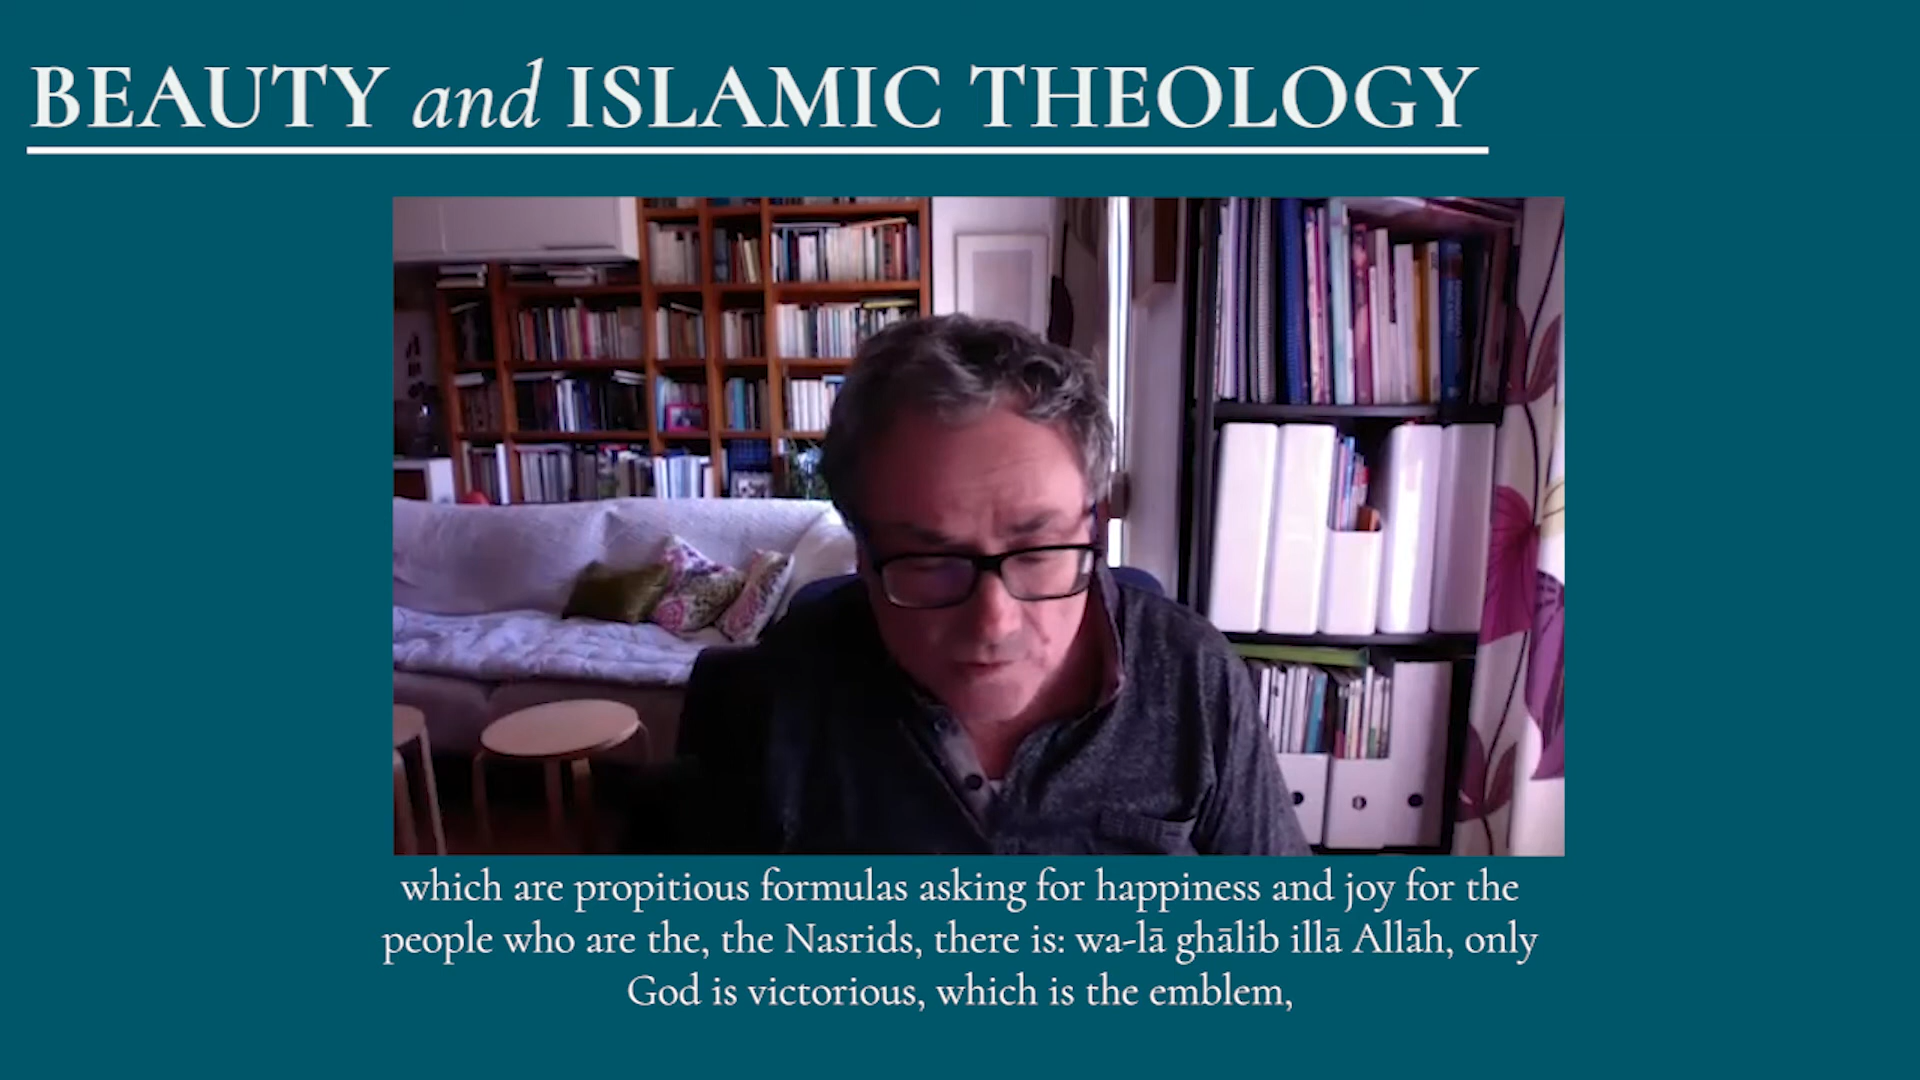 BEAUTY and ISLAMIC THEOLOGY
which are propitious formulas asking for happiness and joy for the
people who are the, the Nasrids, there is: wa-lā ghālib illā Allāh, only
God is victorious, which is the emblem,